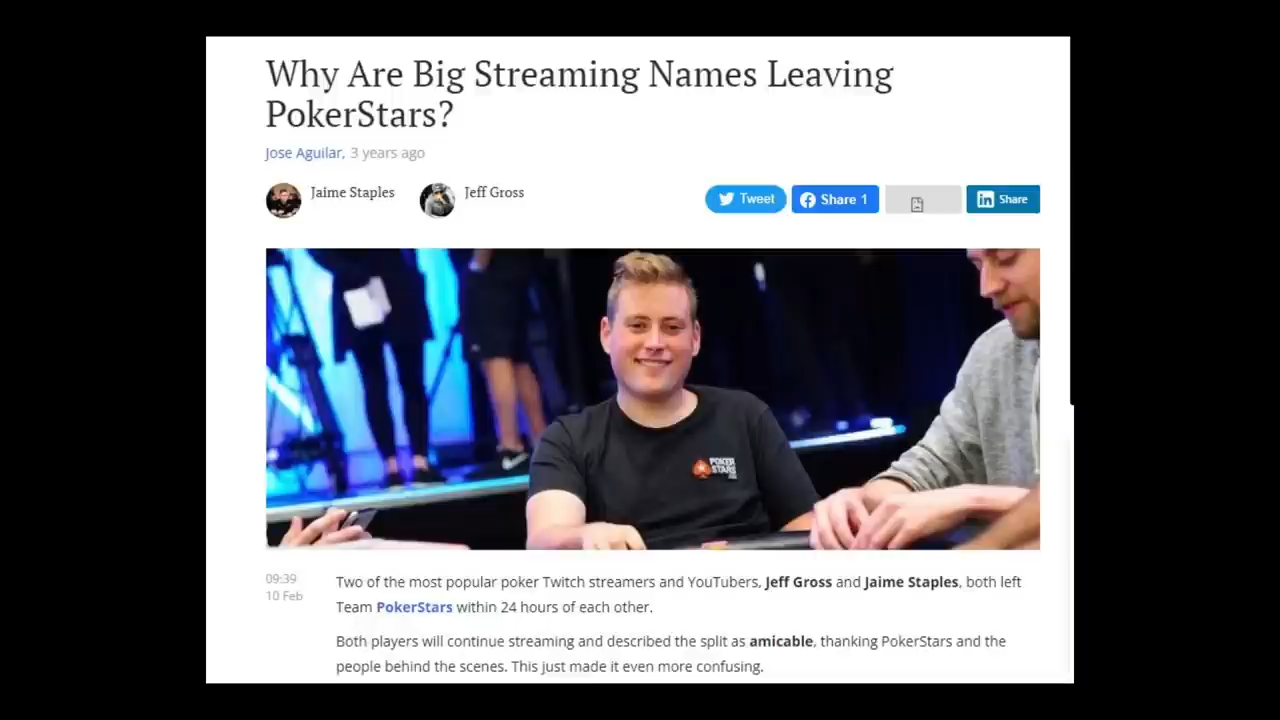 Why Are Big Streaming Names Leaving
PokerStars?
Jose Aguilar, 3 years ago
Jaime Staples Jeff Gross
Tweet Share 1 Share
POKER
STARS
09:39
10 Feb
Two of the most popular poker Twitch streamers and YouTubers, Jeff Gross and Jaime Staples, both left
Team PokerStars within 24 hours of each other.
Both players will continue streaming and described the split as amicable, thanking PokerStars and the
people behind the scenes. This just made it even more confusing.